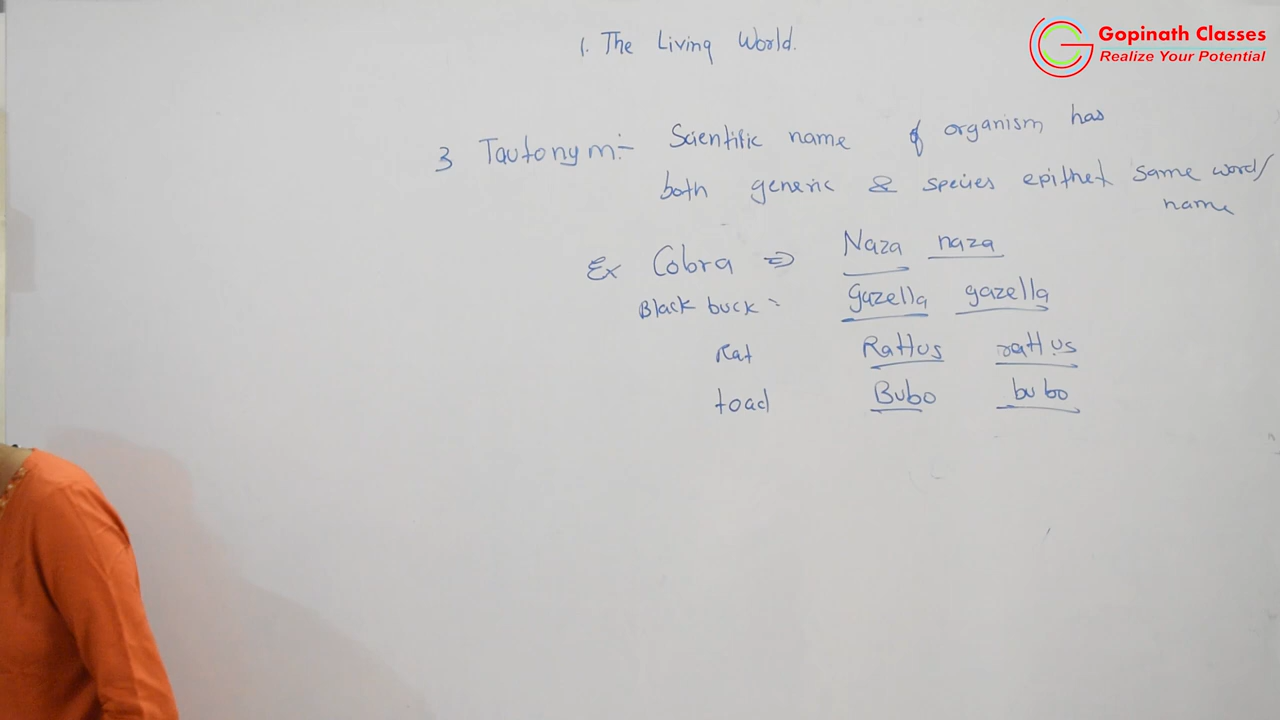 1. The Living World.
Gopinath Classes
Realize Your Potential
3 Tautonym:- Scientific name of organism has
both generic & species epithet same word/
name
Ex Cobra ⇒ Naza naza
Black buck = Gazella gazella
Rat Rattus rattus
toad Bubo bubo